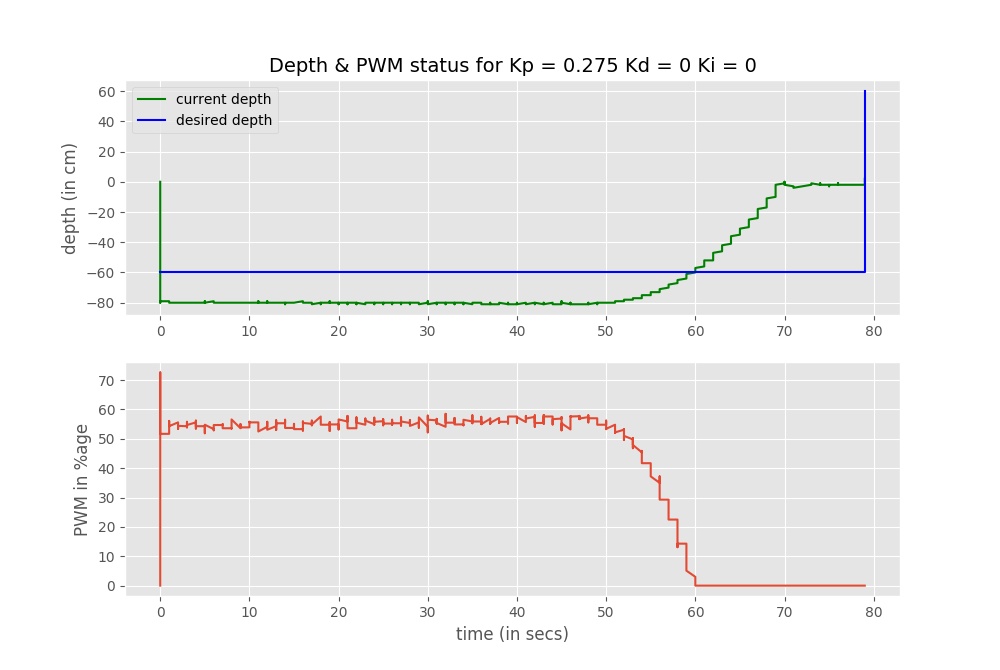 Depth & PWM status for Kp = 0.275 Kd = 0 Ki = 0
60
40
20
0
−20
−40
−60
−80
depth (in cm)
current depth
desired depth
0 10 20 30 40 50 60 70 80
70
60
50
40
30
20
10
0
PWM in %age
0 10 20 30 40 50 60 70 80
time (in secs)